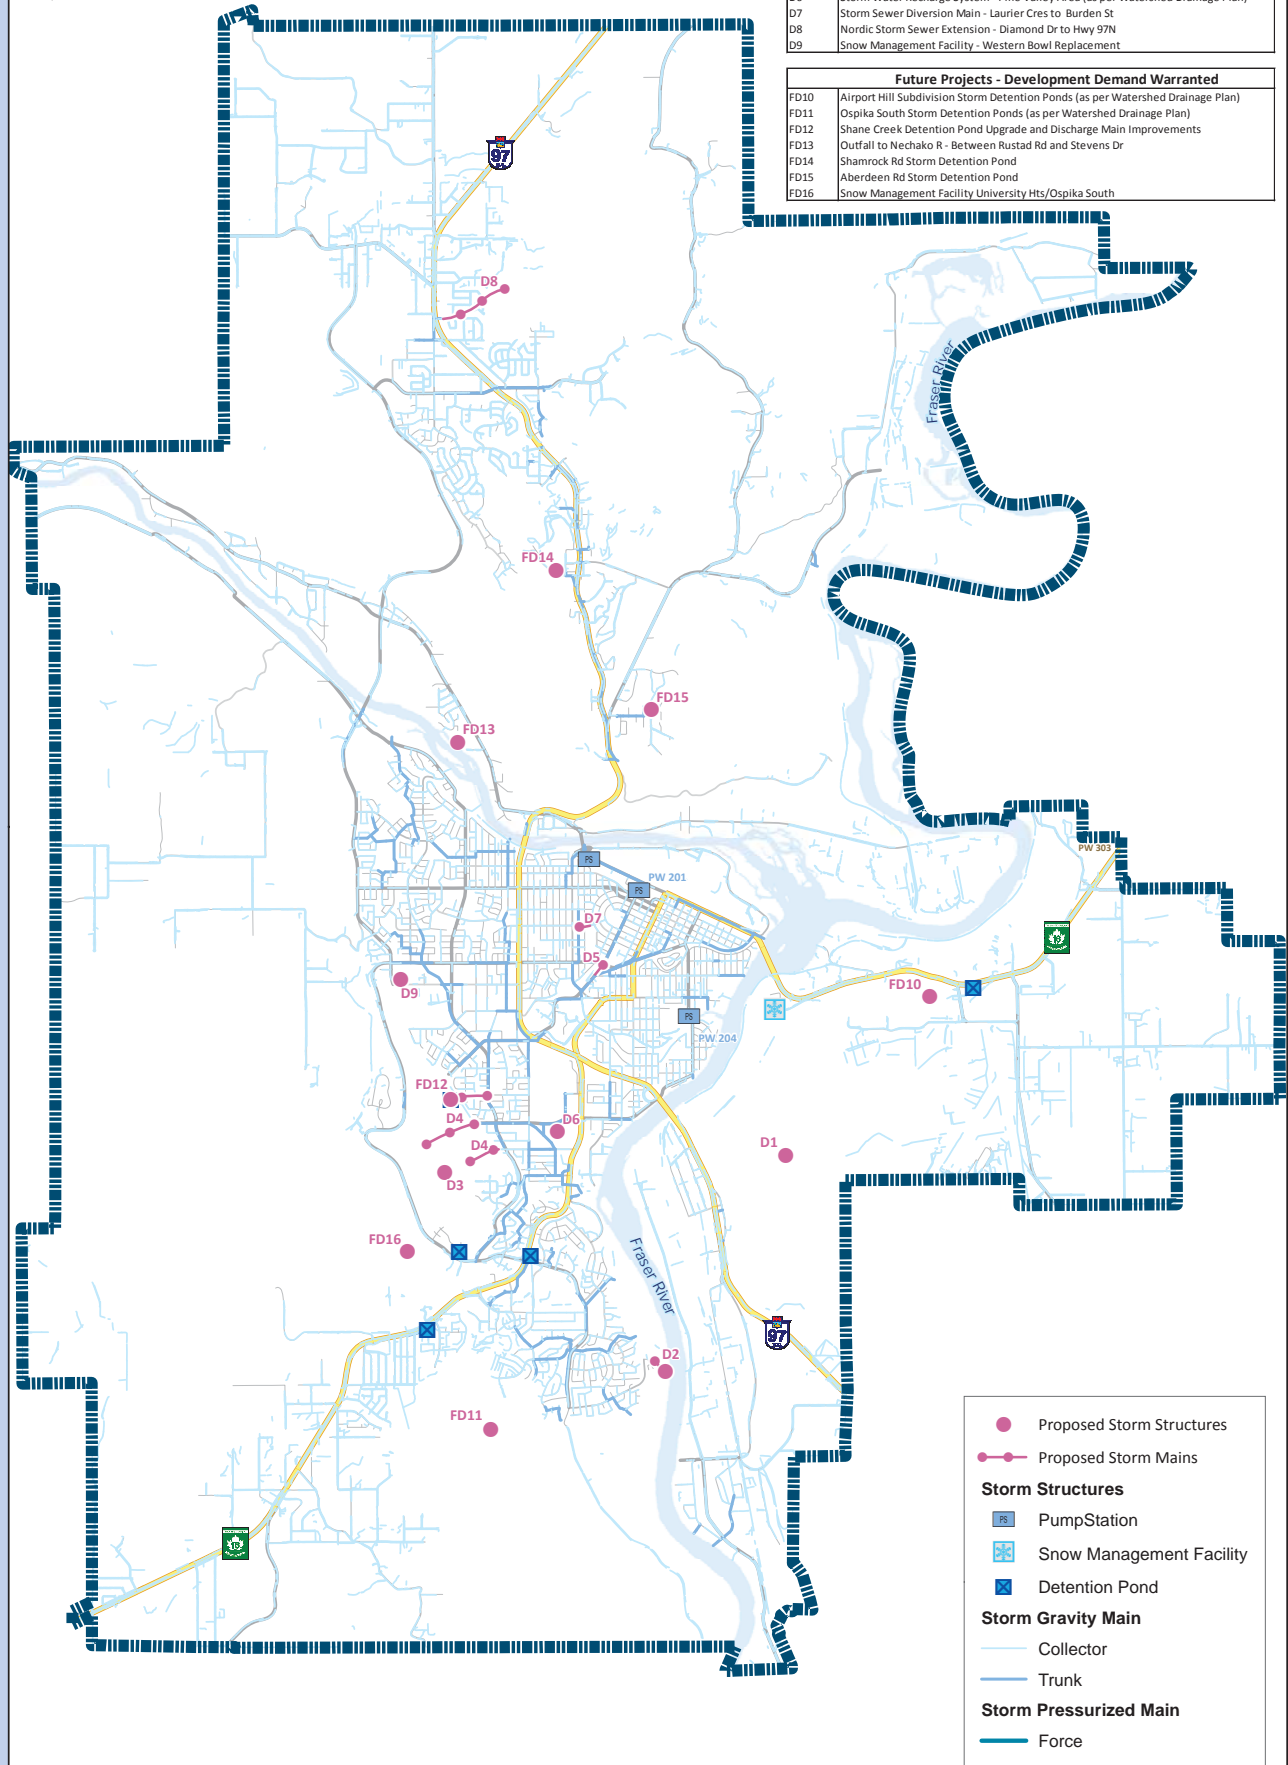 D7 Storm Sewer Diversion Main - Laurier Cres to Burden St
D8 Nordic Storm Sewer Extension - Diamond Dr to Hwy 97N
D9 Snow Management Facility - Western Bowl Replacement
Future Projects - Development Demand Warranted
FD10 Airport Hill Subdivision Storm Detention Ponds (as per Watershed Drainage Plan)
FD11 Ospika South Storm Detention Ponds (as per Watershed Drainage Plan)
FD12 Shane Creek Detention Pond Upgrade and Discharge Main Improvements
FD13 Outfall to Nechako R - Between Rustad Rd and Stevens Dr
FD14 Shamrock Rd Storm Detention Pond
FD15 Aberdeen Rd Storm Detention Pond
FD16 Snow Management Facility University Hts/Ospika South
97
D8
Fraser River
FD14
FD15
FD13
PW 303
PS
PW 201
PS
D7
D5
D9
FD10
PS
PW 204
FD12
D4
D6
D4
D1
D3
FD16
Fraser River
97
D2
FD11
16
Proposed Storm Structures
Proposed Storm Mains
Storm Structures
PS PumpStation
Snow Management Facility
Detention Pond
Storm Gravity Main
Collector
Trunk
Storm Pressurized Main
Force